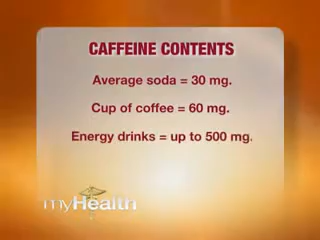 CAFFEINE CONTENTS
Average soda = 30 mg.
Cup of coffee = 60 mg.
Energy drinks = up to 500 mg.
myHealth